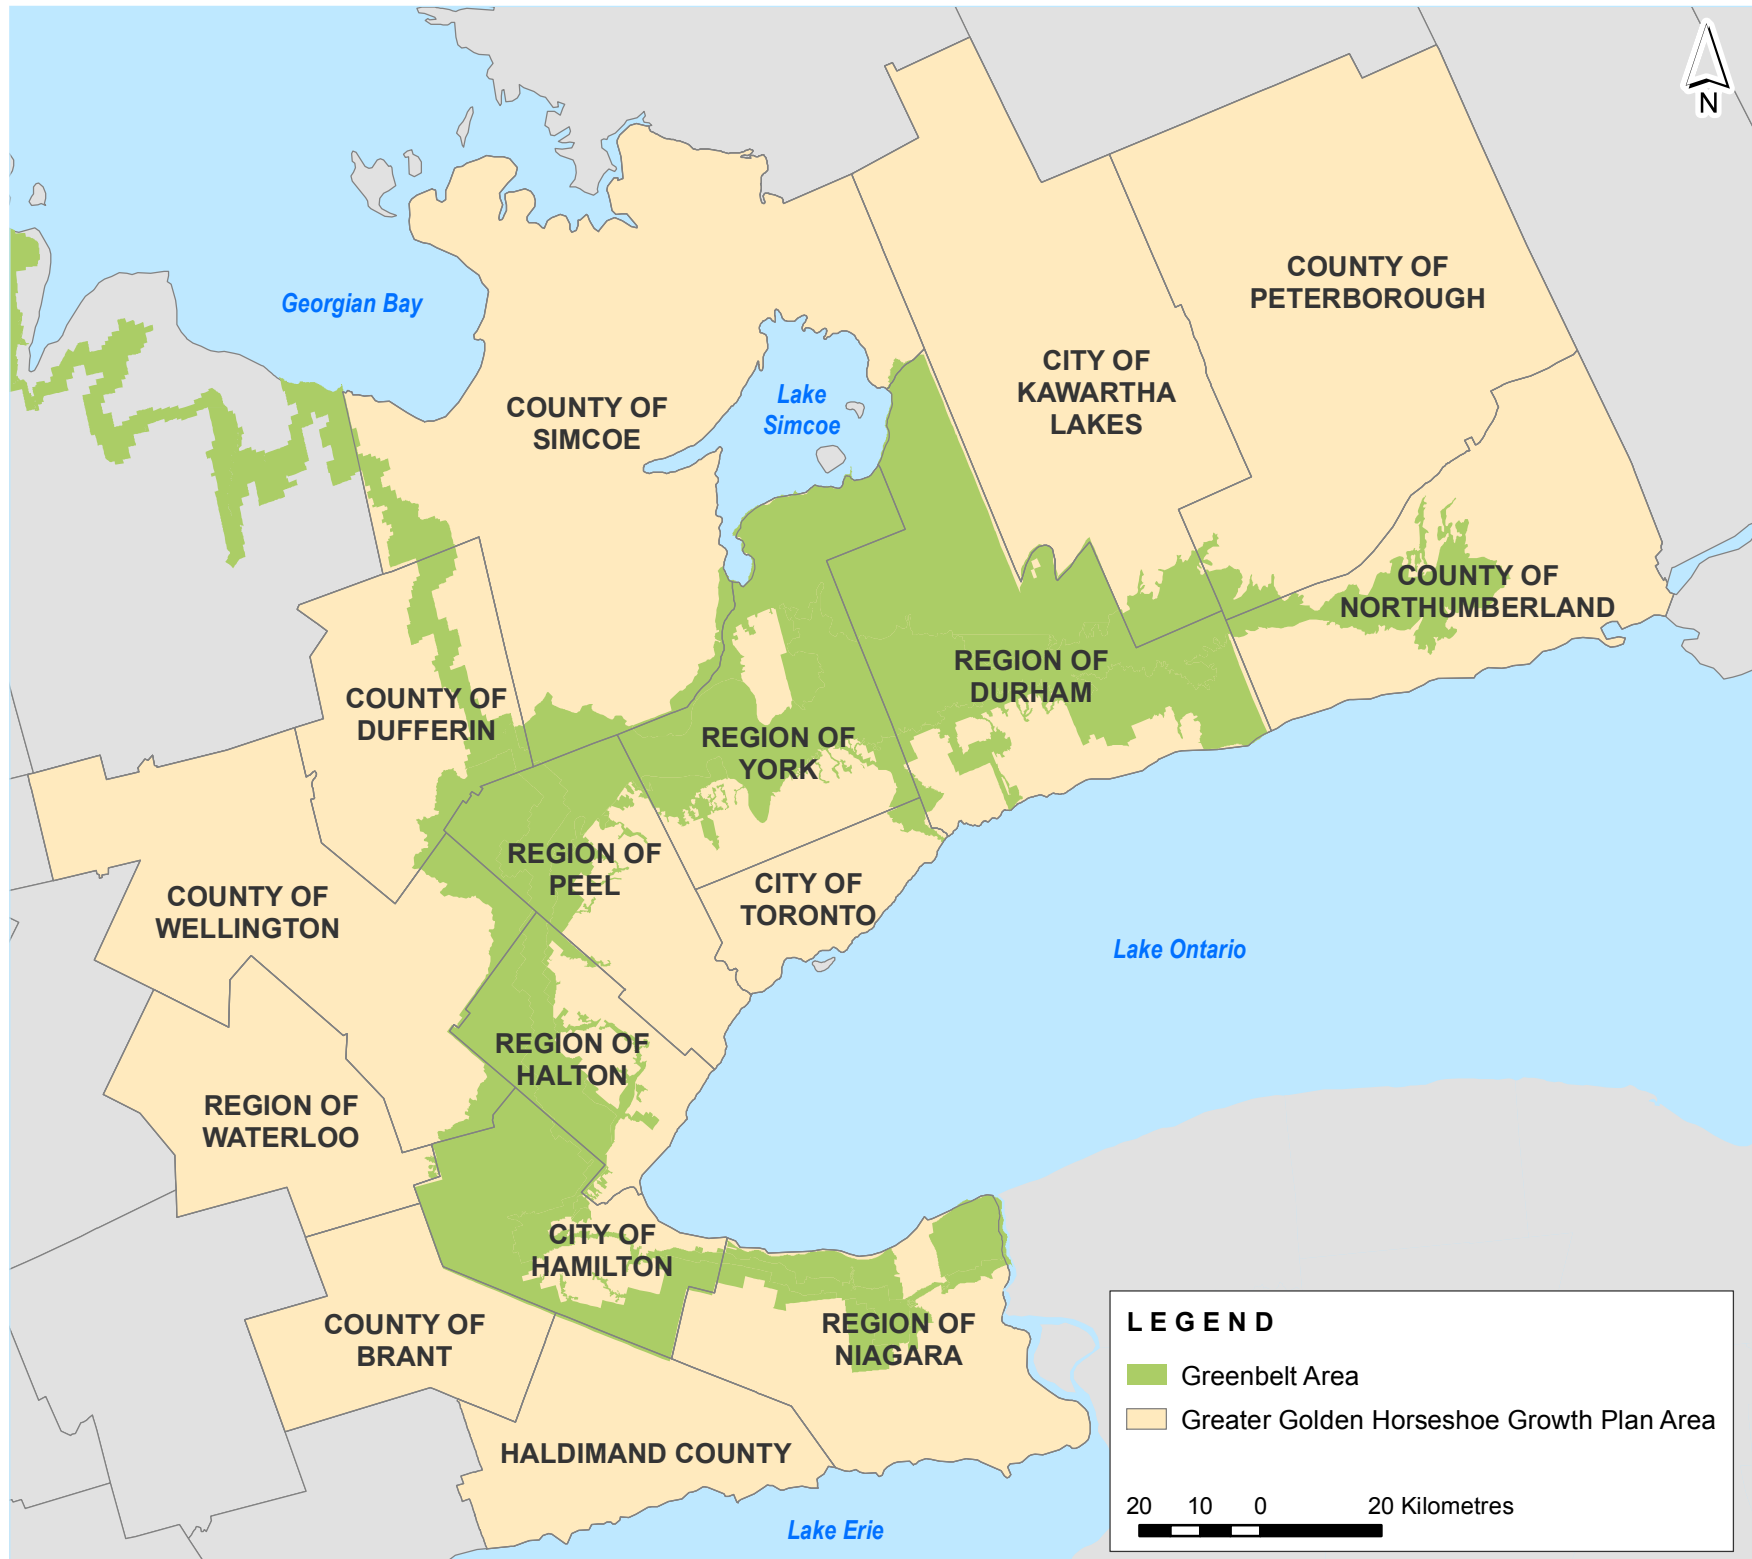 N
COUNTY OF
PETERBOROUGH
Georgian Bay
CITY OF
KAWARTHA
LAKES
Lake
Simcoe
COUNTY OF
SIMCOE
COUNTY OF
NORTHUMBERLAND
REGION OF
DURHAM
COUNTY OF
DUFFERIN
REGION OF
YORK
REGION OF
PEEL
CITY OF
TORONTO
COUNTY OF
WELLINGTON
Lake Ontario
REGION OF
HALTON
REGION OF
WATERLOO
CITY OF
HAMILTON
COUNTY OF
BRANT
REGION OF
NIAGARA
HALDIMAND COUNTY
Lake Erie
LEGEND
Greenbelt Area
Greater Golden Horseshoe Growth Plan Area
20 10 0 20 Kilometres